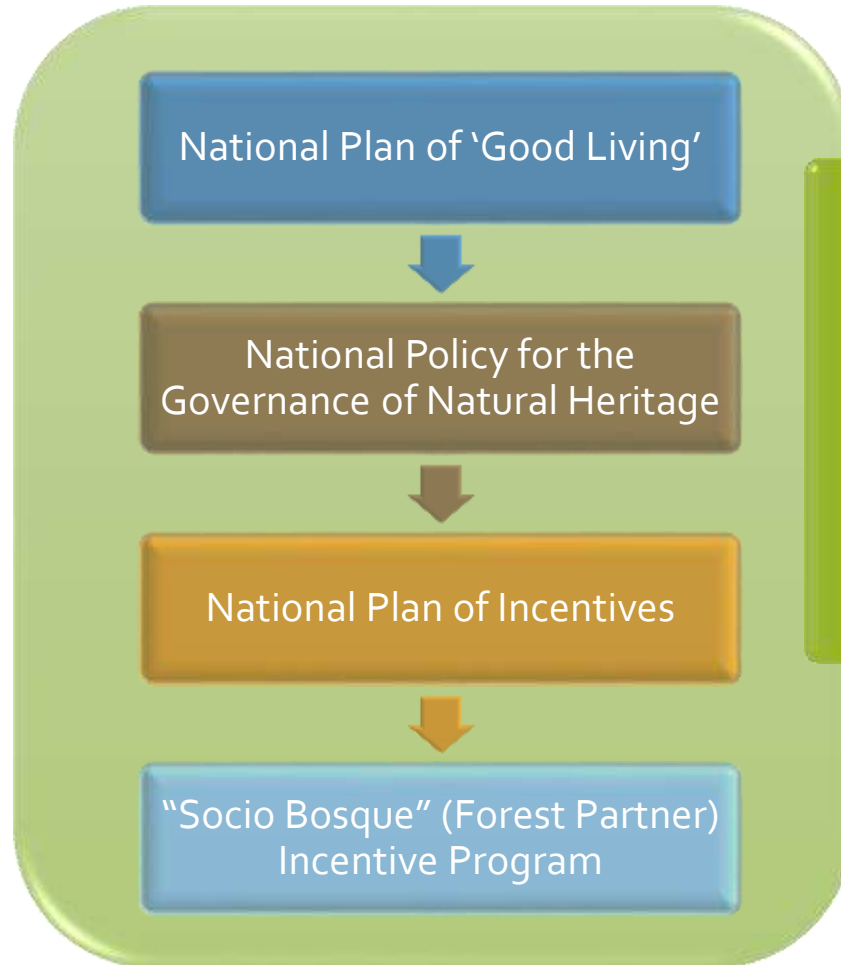 National Plan of ‘Good Living’
National Policy for the
Governance of Natural Heritage
National Plan of Incentives
“Socio Bosque” (Forest Partner)
Incentive Program